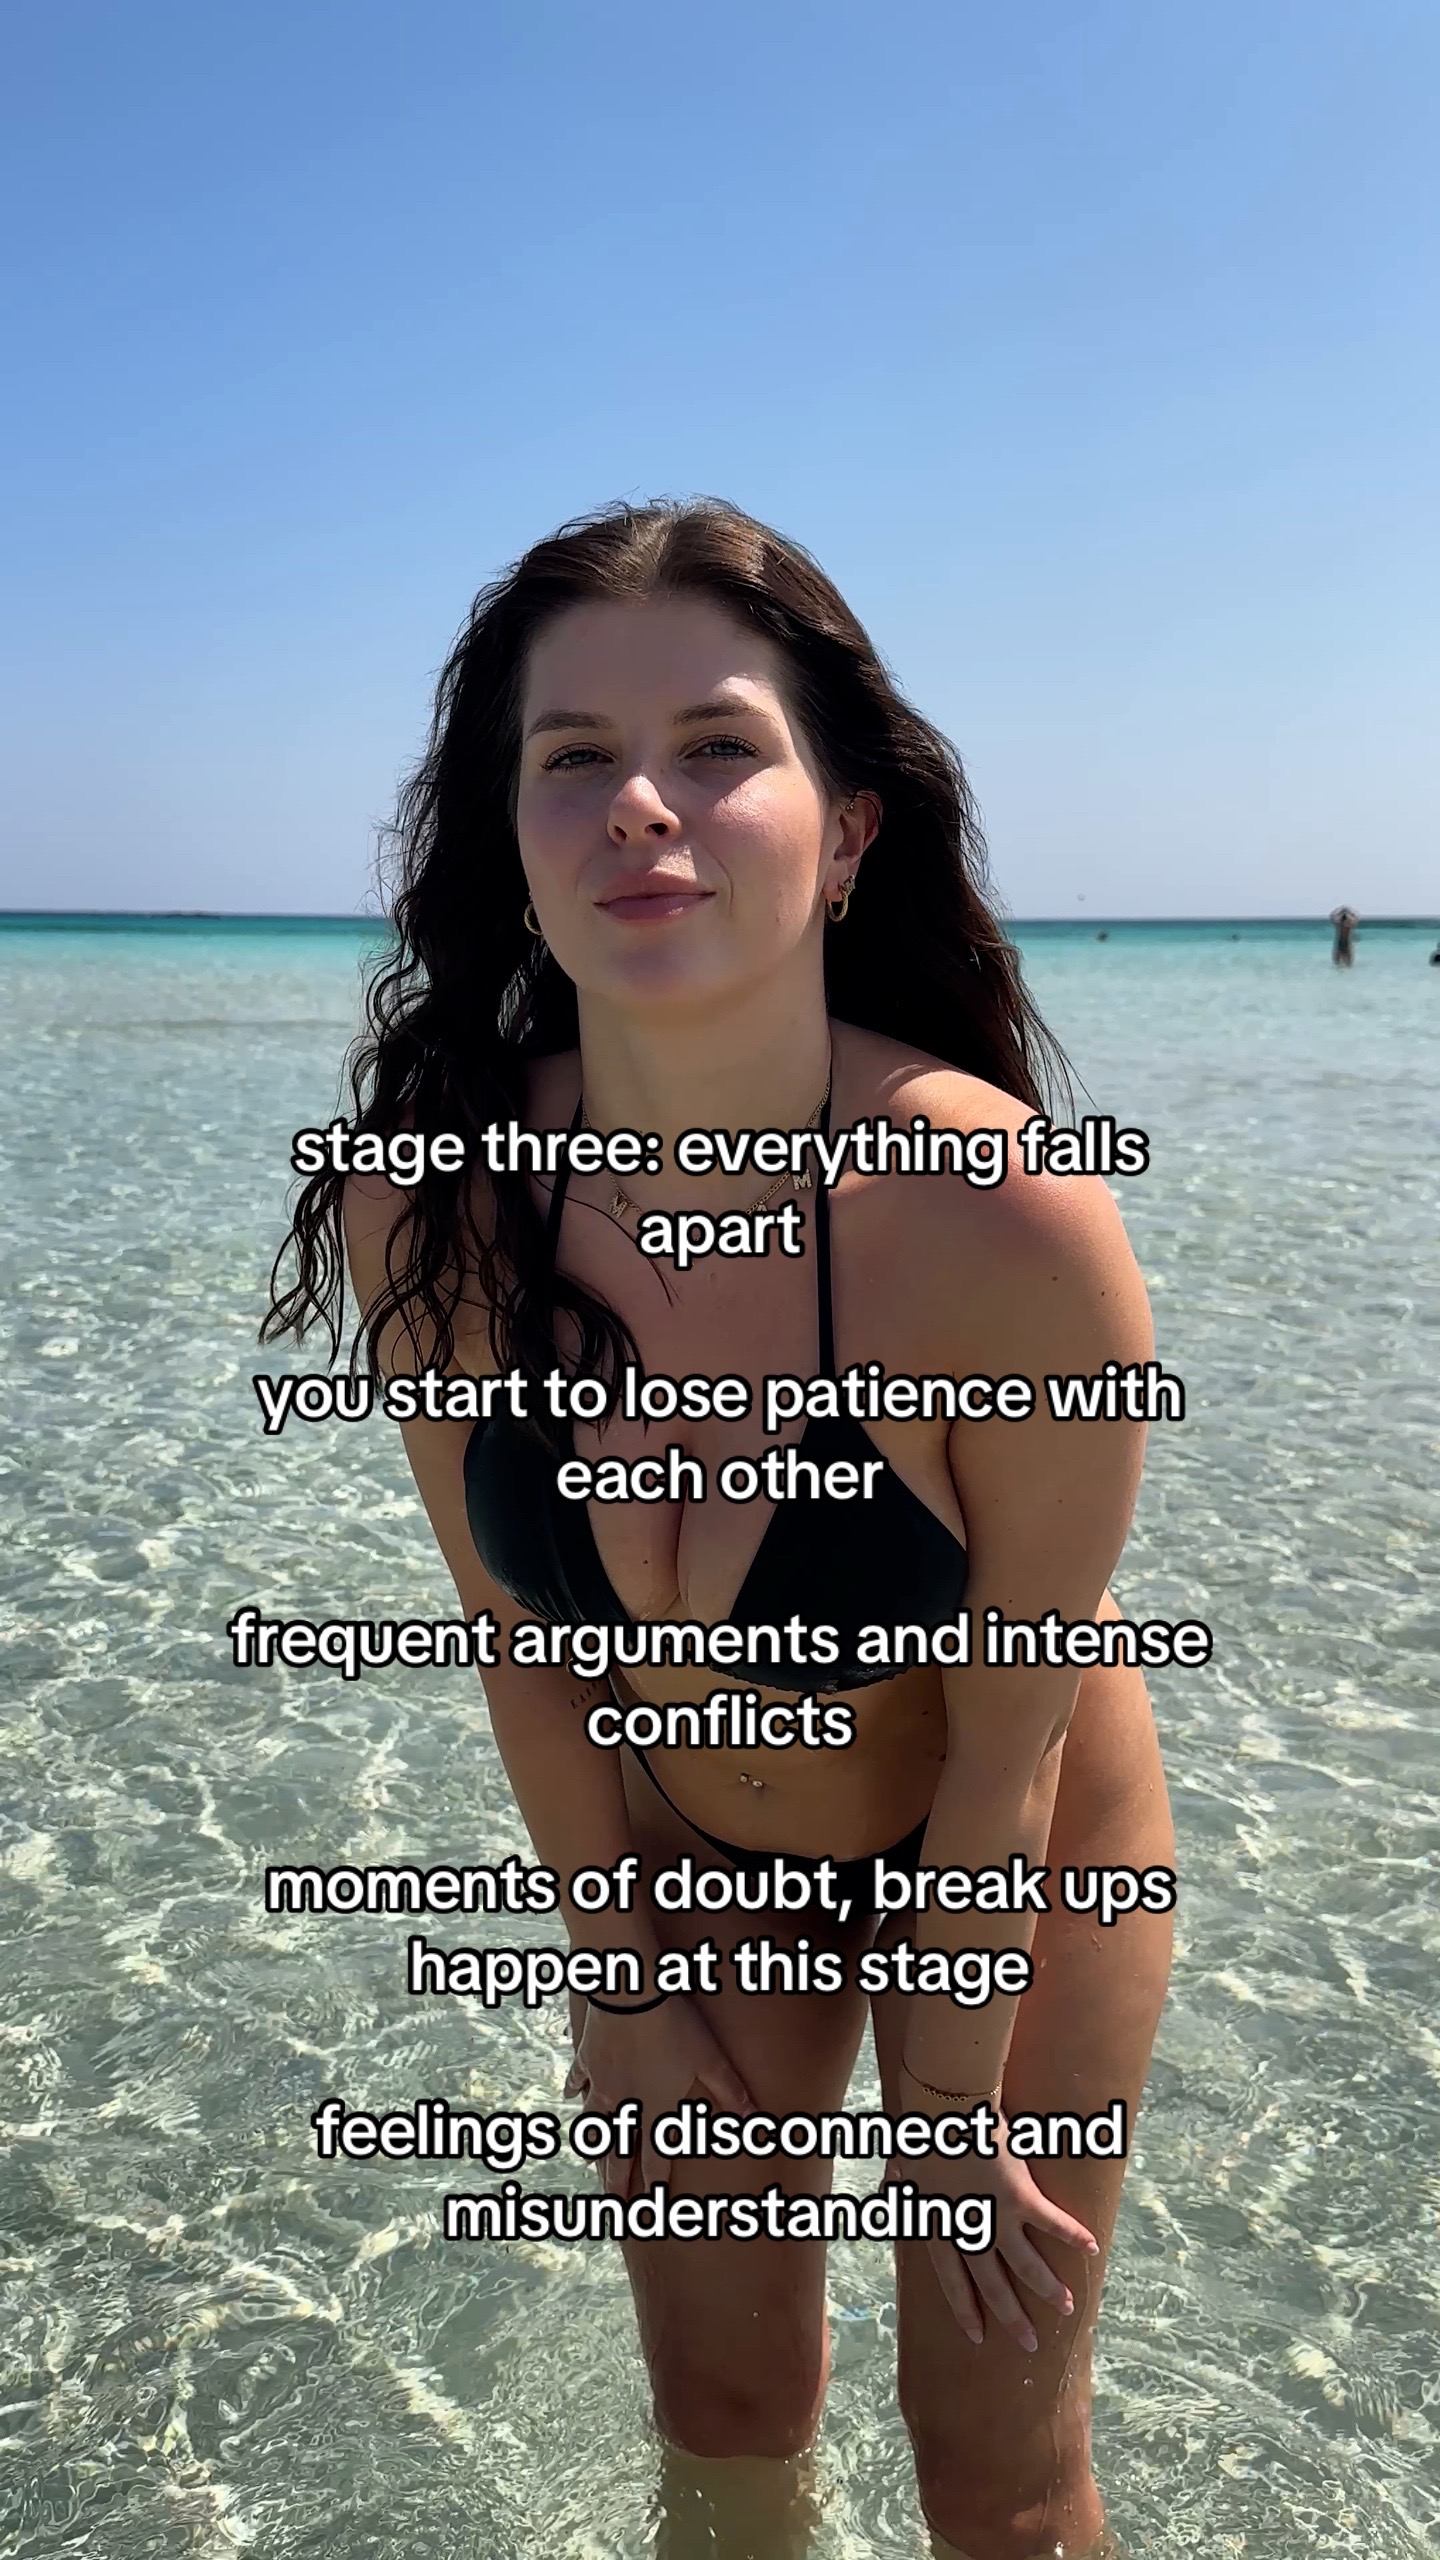 stage three: everything falls
apart
you start to lose patience with
each other
frequent arguments and intense
conflicts
moments of doubt, break ups
happen at this stage
feelings of disconnect and
misunderstanding